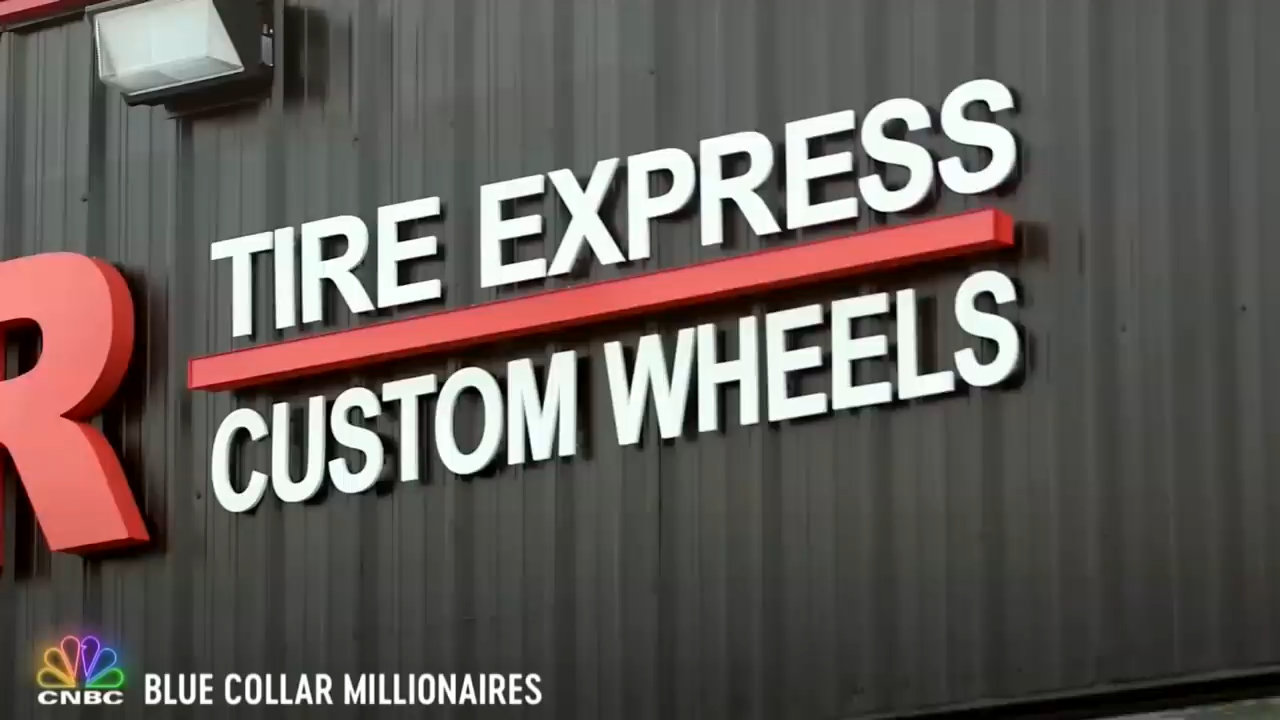 R
TIRE EXPRESS
CUSTOM WHEELS
CNBC
BLUE COLLAR MILLIONAIRES